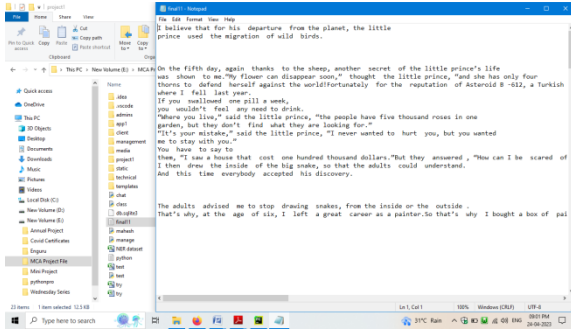 project1
File Home Share View
Pin to Quick access
Copy
Paste
Cut
Copy path
Paste shortcut
Move to
Copy to
Clipboard
This PC > New Volume (E:) > MCA Pr
Name
Quick access
OneDrive
This PC
3D Objects
Desktop
Documents
Downloads
Music
Pictures
Videos
Local Disk (C:)
New Volume (D:)
New Volume (E:)
Annual Project
Covid Certificates
Enguru
MCA Project File
Mini Project
pythonpro
Wednesday Series
.idea
.vscode
admins
app1
client
management
media
project1
static
technical
templates
chat
class
db.sqlite3
final11
mahesh
manage
NER dataset
python
test
test
try
try
23 items 1 item selected 12.5 KB
final11 - Notepad
File Edit Format View Help
I believe that for his departure from the planet, the little
prince used the migration of wild birds.
On the fifth day, again thanks to the sheep, another secret of the little prince's life
was shown to me."My flower can disappear soon," thought the little prince, "and she has only four
thorns to defend herself against the world!Fortunately for the reputation of Asteroid B -612, a Turkish
where I fell last year.
If you swallowed one pill a week,
you wouldn't feel any need to drink.
"Where you live," said the little prince, "the people have five thousand roses in one
garden, but they don't find what they are looking for."
"It's your mistake," said the little prince, "I never wanted to hurt you, but you wanted
me to stay with you."
You have to say to
them, "I saw a house that cost one hundred thousand dollars."But they answered , "How can I be scared of
I then drew the inside of the big snake, so that the adults could understand.
And this time everybody accepted his discovery.
The adults advised me to stop drawing snakes, from the inside or the outside .
That's why, at the age of six, I left a great career as a painter.So that's why I bought a box of pai
Ln 1, Col 1 100% Windows (CRLF) UTF-8
Type here to search
31°C Rain
ENG
09:01 PM
24-04-2023